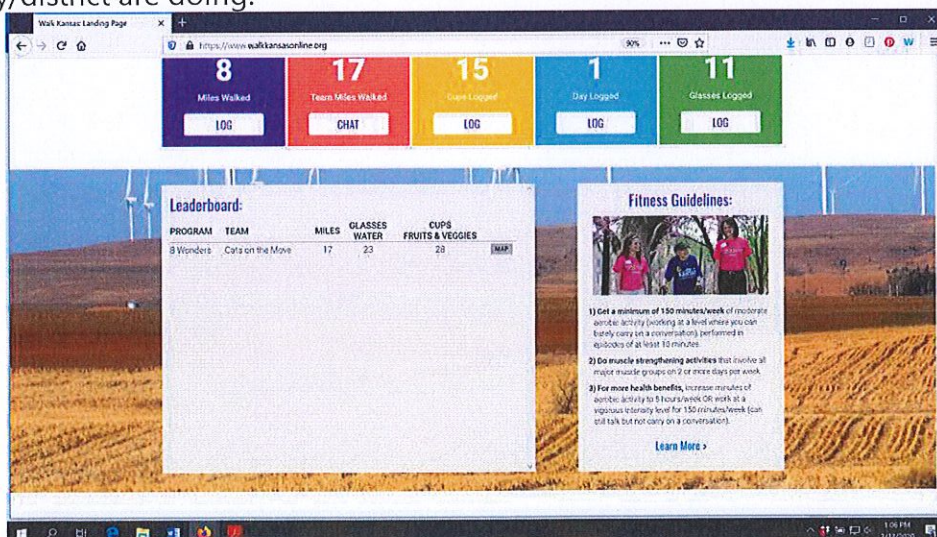 y/district are doing.
Walk Kansas: Landing Page
https://www.walkkansasonline.org
90%
8
Miles Walked
LOG
17
Team Miles Walked
CHAT
15
Cups Logged
LOG
1
Day Logged
LOG
11
Glasses Logged
LOG
Leaderboard:
PROGRAM TEAM MILES GLASSES WATER CUPS FRUITS & VEGGIES
8 Wonders Cats on the Move 17 23 28 MAP
Fitness Guidelines:
1) Get a minimum of 150 minutes/week of moderate
aerobic activity (working at a level where you can
barely carry on a conversation), performed in
episodes of at least 10 minutes.
2) Do muscle strengthening activities that involve all
major muscle groups on 2 or more days per week.
3) For more health benefits, increase minutes of
aerobic activity to 5 hours/week OR work at a
vigorous intensity level for 150 minutes/week (can
still talk but not carry on a conversation).
Learn More >
1:06 PM